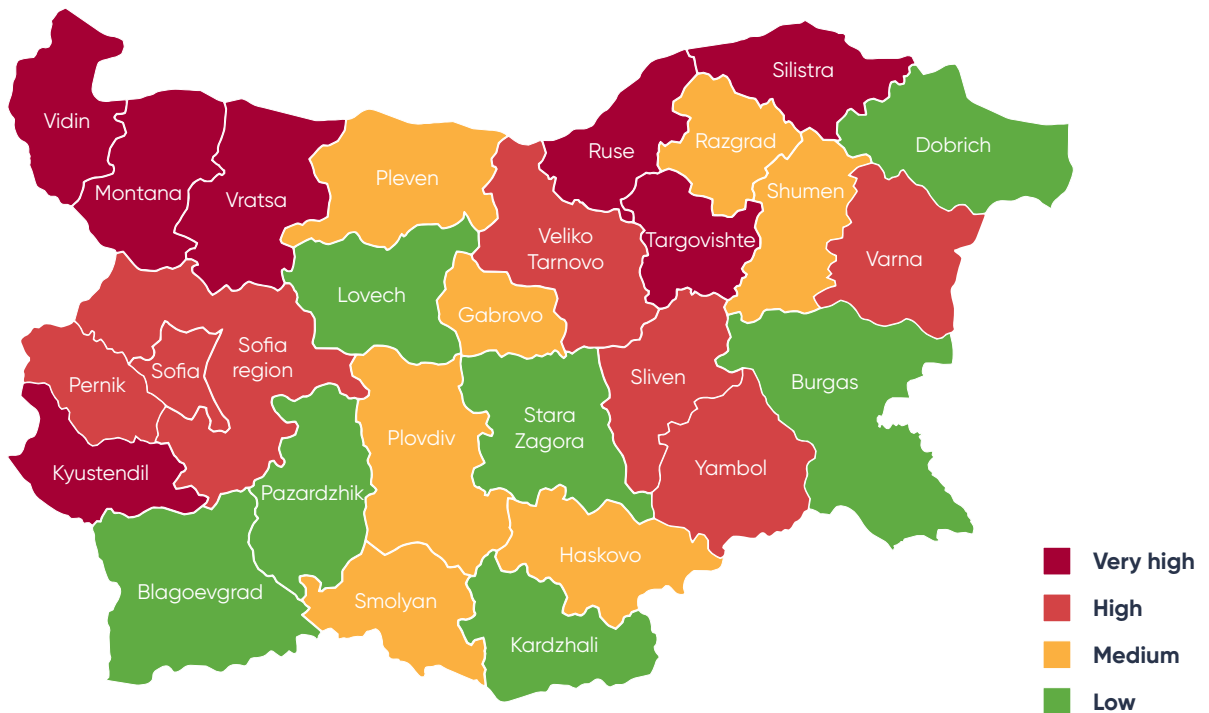 Silistra
Vidin
Dobrich
Razgrad
Ruse
Pleven
Shumen
Montana
Vratsa
Veliko
Tarnovo
Targovishte
Varna
Lovech
Gabrovo
Sofia
region
Sofia
Pernik
Sliven
Burgas
Stara
Zagora
Plovdiv
Yambol
Kyustendil
Pazardzhik
Haskovo
Blagoevgrad
Smolyan
Kardzhali
Very high
High
Medium
Low